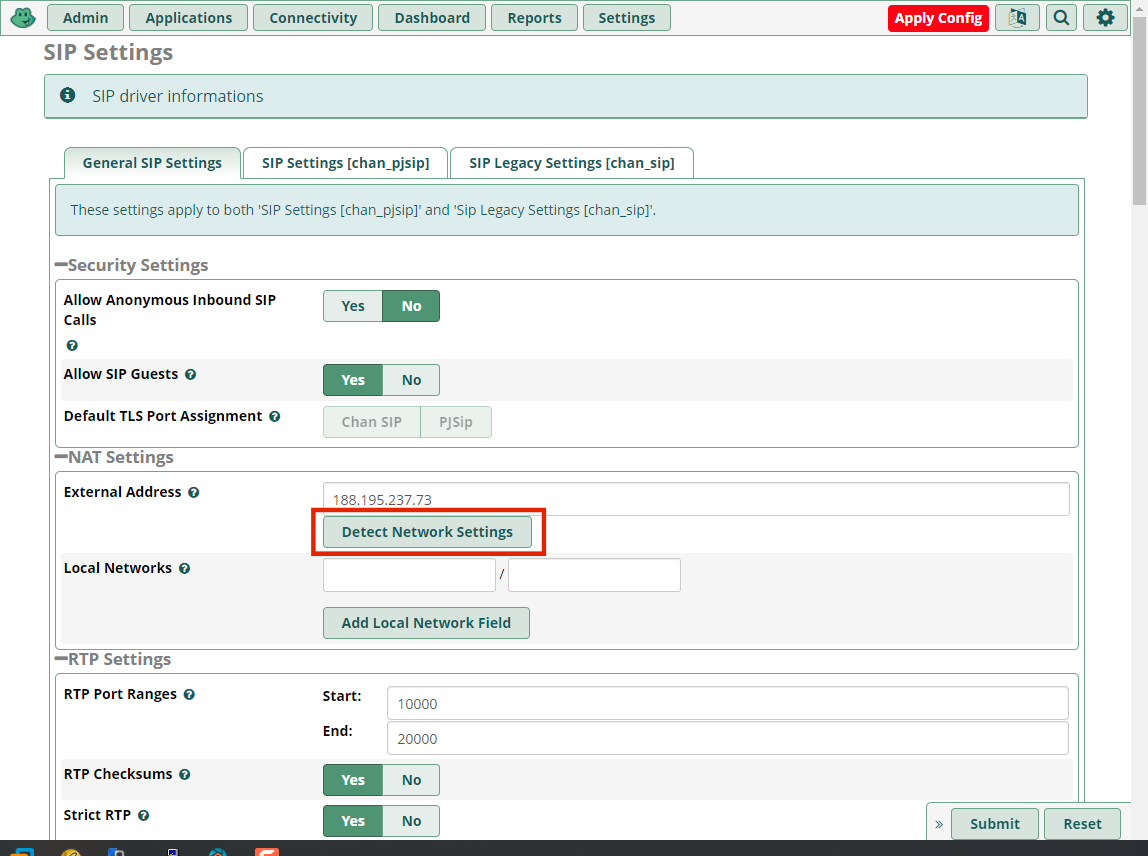 Admin Applications Connectivity Dashboard Reports Settings Apply Config
SIP Settings
SIP driver informations
General SIP Settings SIP Settings [chan_pjsip] SIP Legacy Settings [chan_sip]
These settings apply to both 'SIP Settings [chan_pjsip]' and 'Sip Legacy Settings [chan_sip]'.
Security Settings
Allow Anonymous Inbound SIP Calls Yes No
Allow SIP Guests Yes No
Default TLS Port Assignment Chan SIP PJSip
NAT Settings
External Address 188.195.237.73
Detect Network Settings
Local Networks /
Add Local Network Field
RTP Settings
RTP Port Ranges Start: 10000
End: 20000
RTP Checksums Yes No
Strict RTP Yes No
» Submit Reset